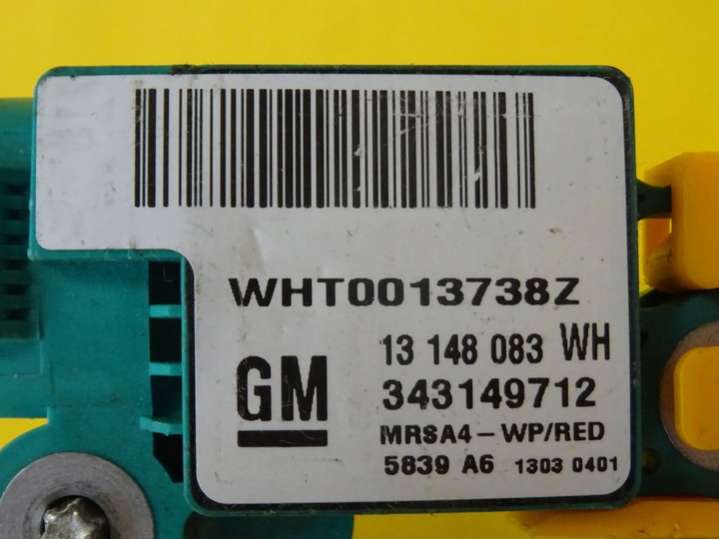 WHT0013738Z
GM
13 148 083 WH
343149712
MRSA4-WP/RED
5839 A6 1303 0401